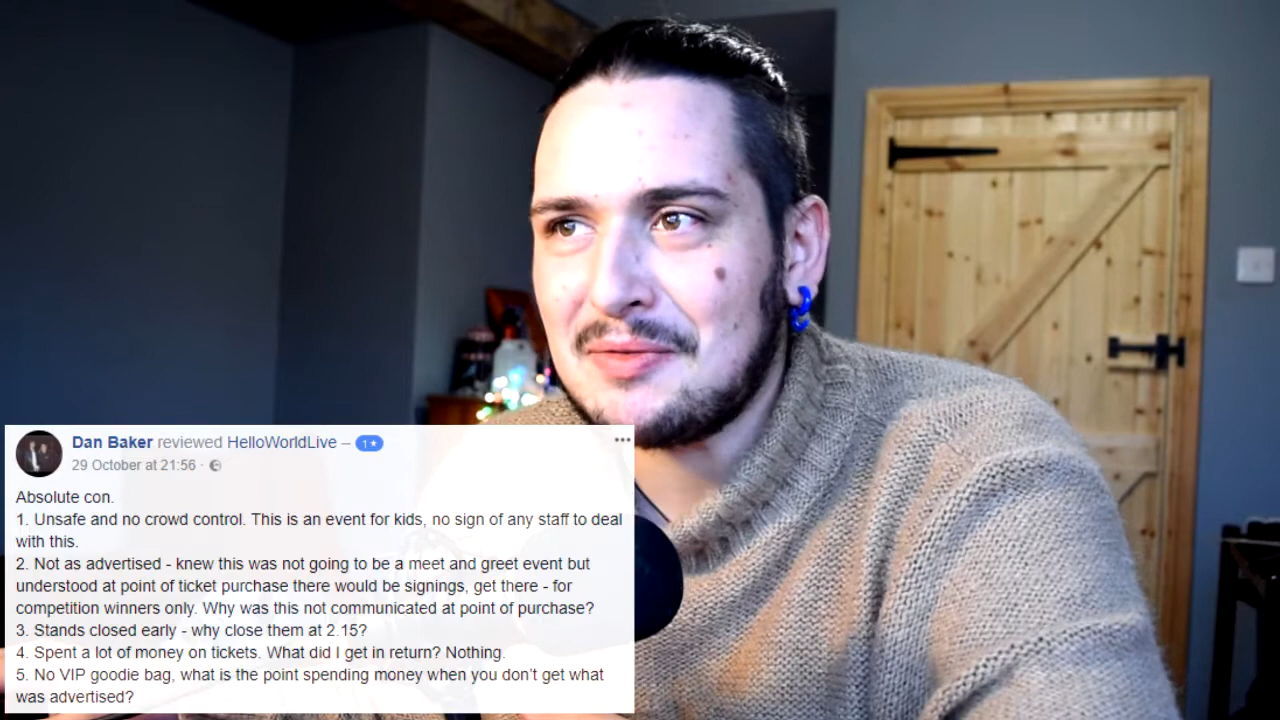 Dan Baker reviewed HelloWorldLive – 1★
29 October at 21:56 ·
Absolute con.
1. Unsafe and no crowd control. This is an event for kids, no sign of any staff to deal
with this.
2. Not as advertised - knew this was not going to be a meet and greet event but
understood at point of ticket purchase there would be signings, get there - for
competition winners only. Why was this not communicated at point of purchase?
3. Stands closed early - why close them at 2.15?
4. Spent a lot of money on tickets. What did I get in return? Nothing.
5. No VIP goodie bag, what is the point spending money when you don't get what
was advertised?